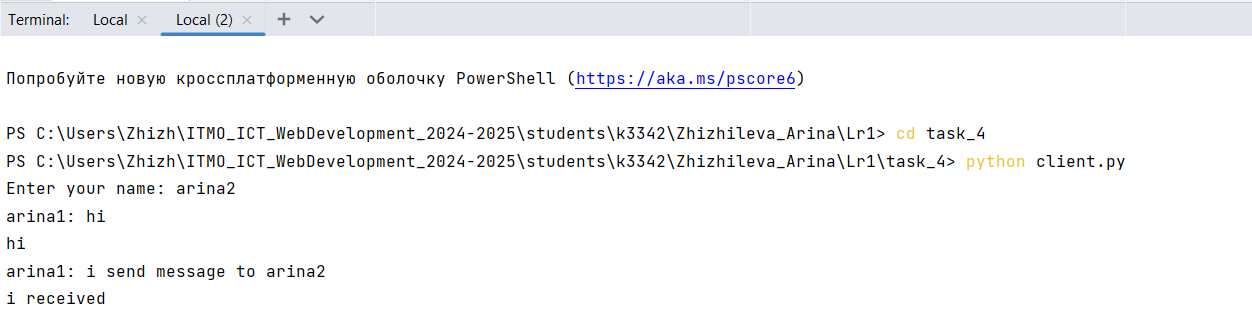 Terminal: Local × Local (2) × + ∨
Попробуйте новую кроссплатформенную оболочку PowerShell (https://aka.ms/pscore6)
PS C:\Users\Zhizh\ITMO_ICT_WebDevelopment_2024-2025\students\k3342\Zhizhileva_Arina\Lr1> cd task_4
PS C:\Users\Zhizh\ITMO_ICT_WebDevelopment_2024-2025\students\k3342\Zhizhileva_Arina\Lr1\task_4> python client.py
Enter your name: arina2
arina1: hi
hi
arina1: i send message to arina2
i received